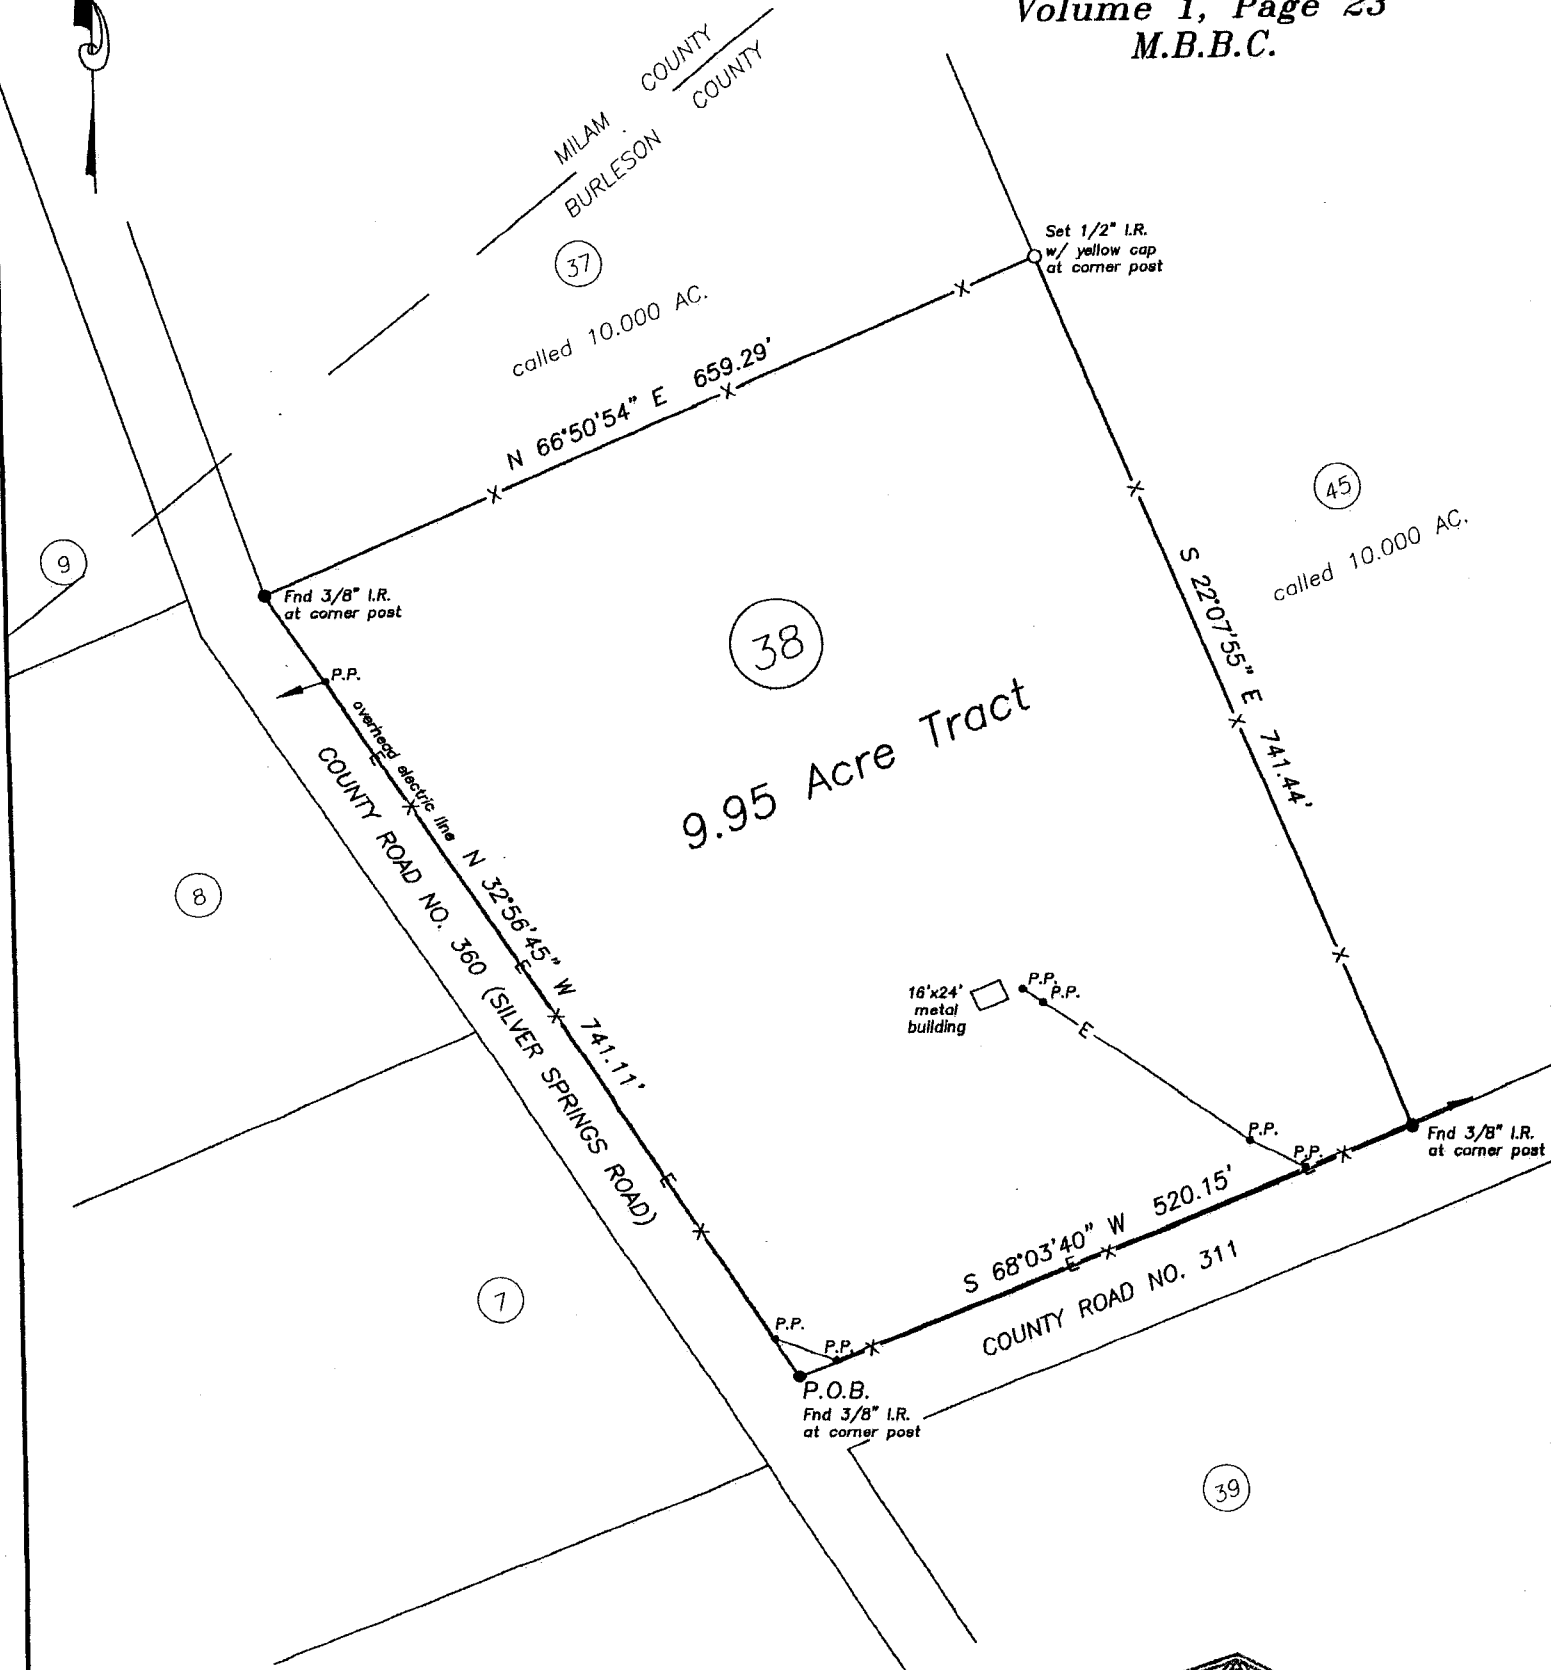 Volume 1, Page 23
M.B.B.C.
MILAM COUNTY
BURLESON COUNTY
37
called 10.000 AC.
Set 1/2" I.R.
w/ yellow cap
at corner post
N 66°50'54" E 659.29'
9
Fnd 3/8" I.R.
at corner post
45
called 10.000 AC.
S 22°07'55" E 741.44'
38
9.95 Acre Tract
P.P.
overhead electric line
E
N 32°56'45" W 741.11'
E
E
COUNTY ROAD NO. 360 (SILVER SPRINGS ROAD)
8
16'x24'
metal
building
P.P.
P.P.
E
P.P.
P.P.
E
Fnd 3/8" I.R.
at corner post
S 68°03'40" W 520.15'
E
COUNTY ROAD NO. 311
7
P.P.
P.P.
P.O.B.
Fnd 3/8" I.R.
at corner post
39